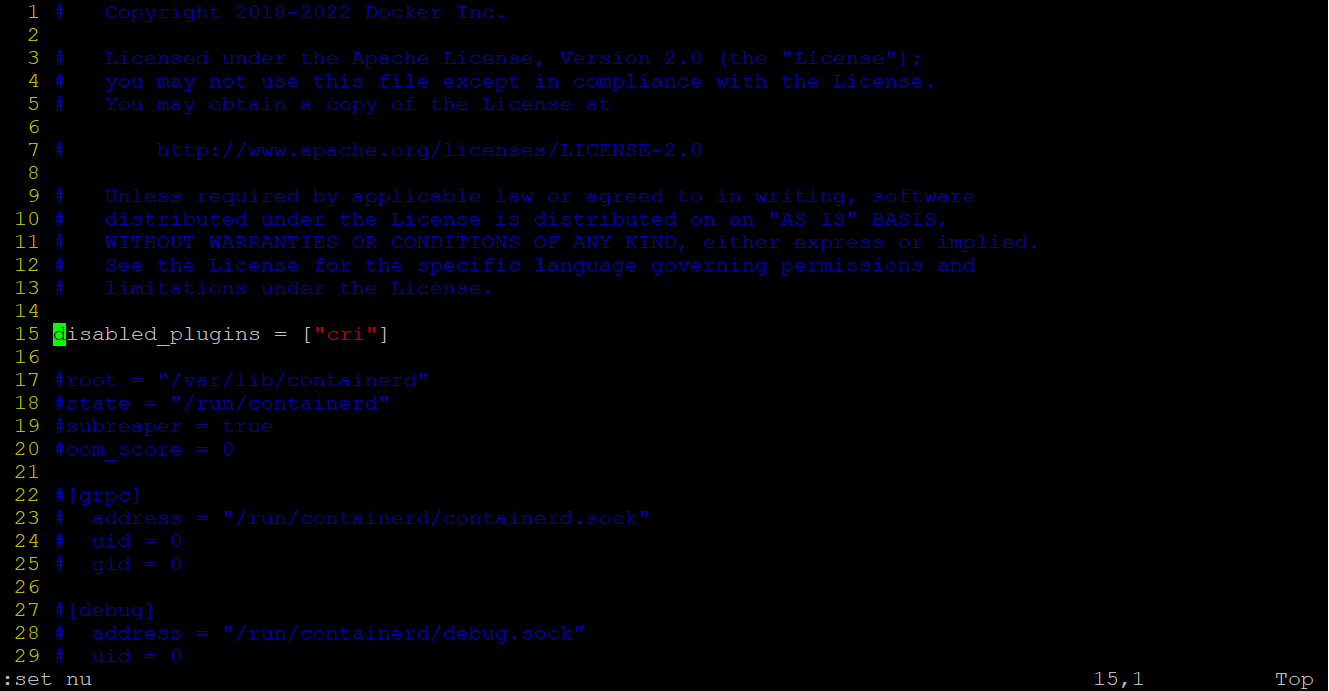 1 #   Copyright 2018-2022 Docker Inc.
2
3 #   Licensed under the Apache License, Version 2.0 (the "License");
4 #   you may not use this file except in compliance with the License.
5 #   You may obtain a copy of the License at
6
7 #       http://www.apache.org/licenses/LICENSE-2.0
8
9 #   Unless required by applicable law or agreed to in writing, software
10 #   distributed under the License is distributed on an "AS IS" BASIS,
11 #   WITHOUT WARRANTIES OR CONDITIONS OF ANY KIND, either express or implied.
12 #   See the License for the specific language governing permissions and
13 #   limitations under the License.
14
15 disabled_plugins = ["cri"]
16
17 #root = "/var/lib/containerd"
18 #state = "/run/containerd"
19 #subreaper = true
20 #oom_score = 0
21
22 #[grpc]
23 #  address = "/run/containerd/containerd.sock"
24 #  uid = 0
25 #  gid = 0
26
27 #[debug]
28 #  address = "/run/containerd/debug.sock"
29 #  uid = 0
:set nu 15,1 Top